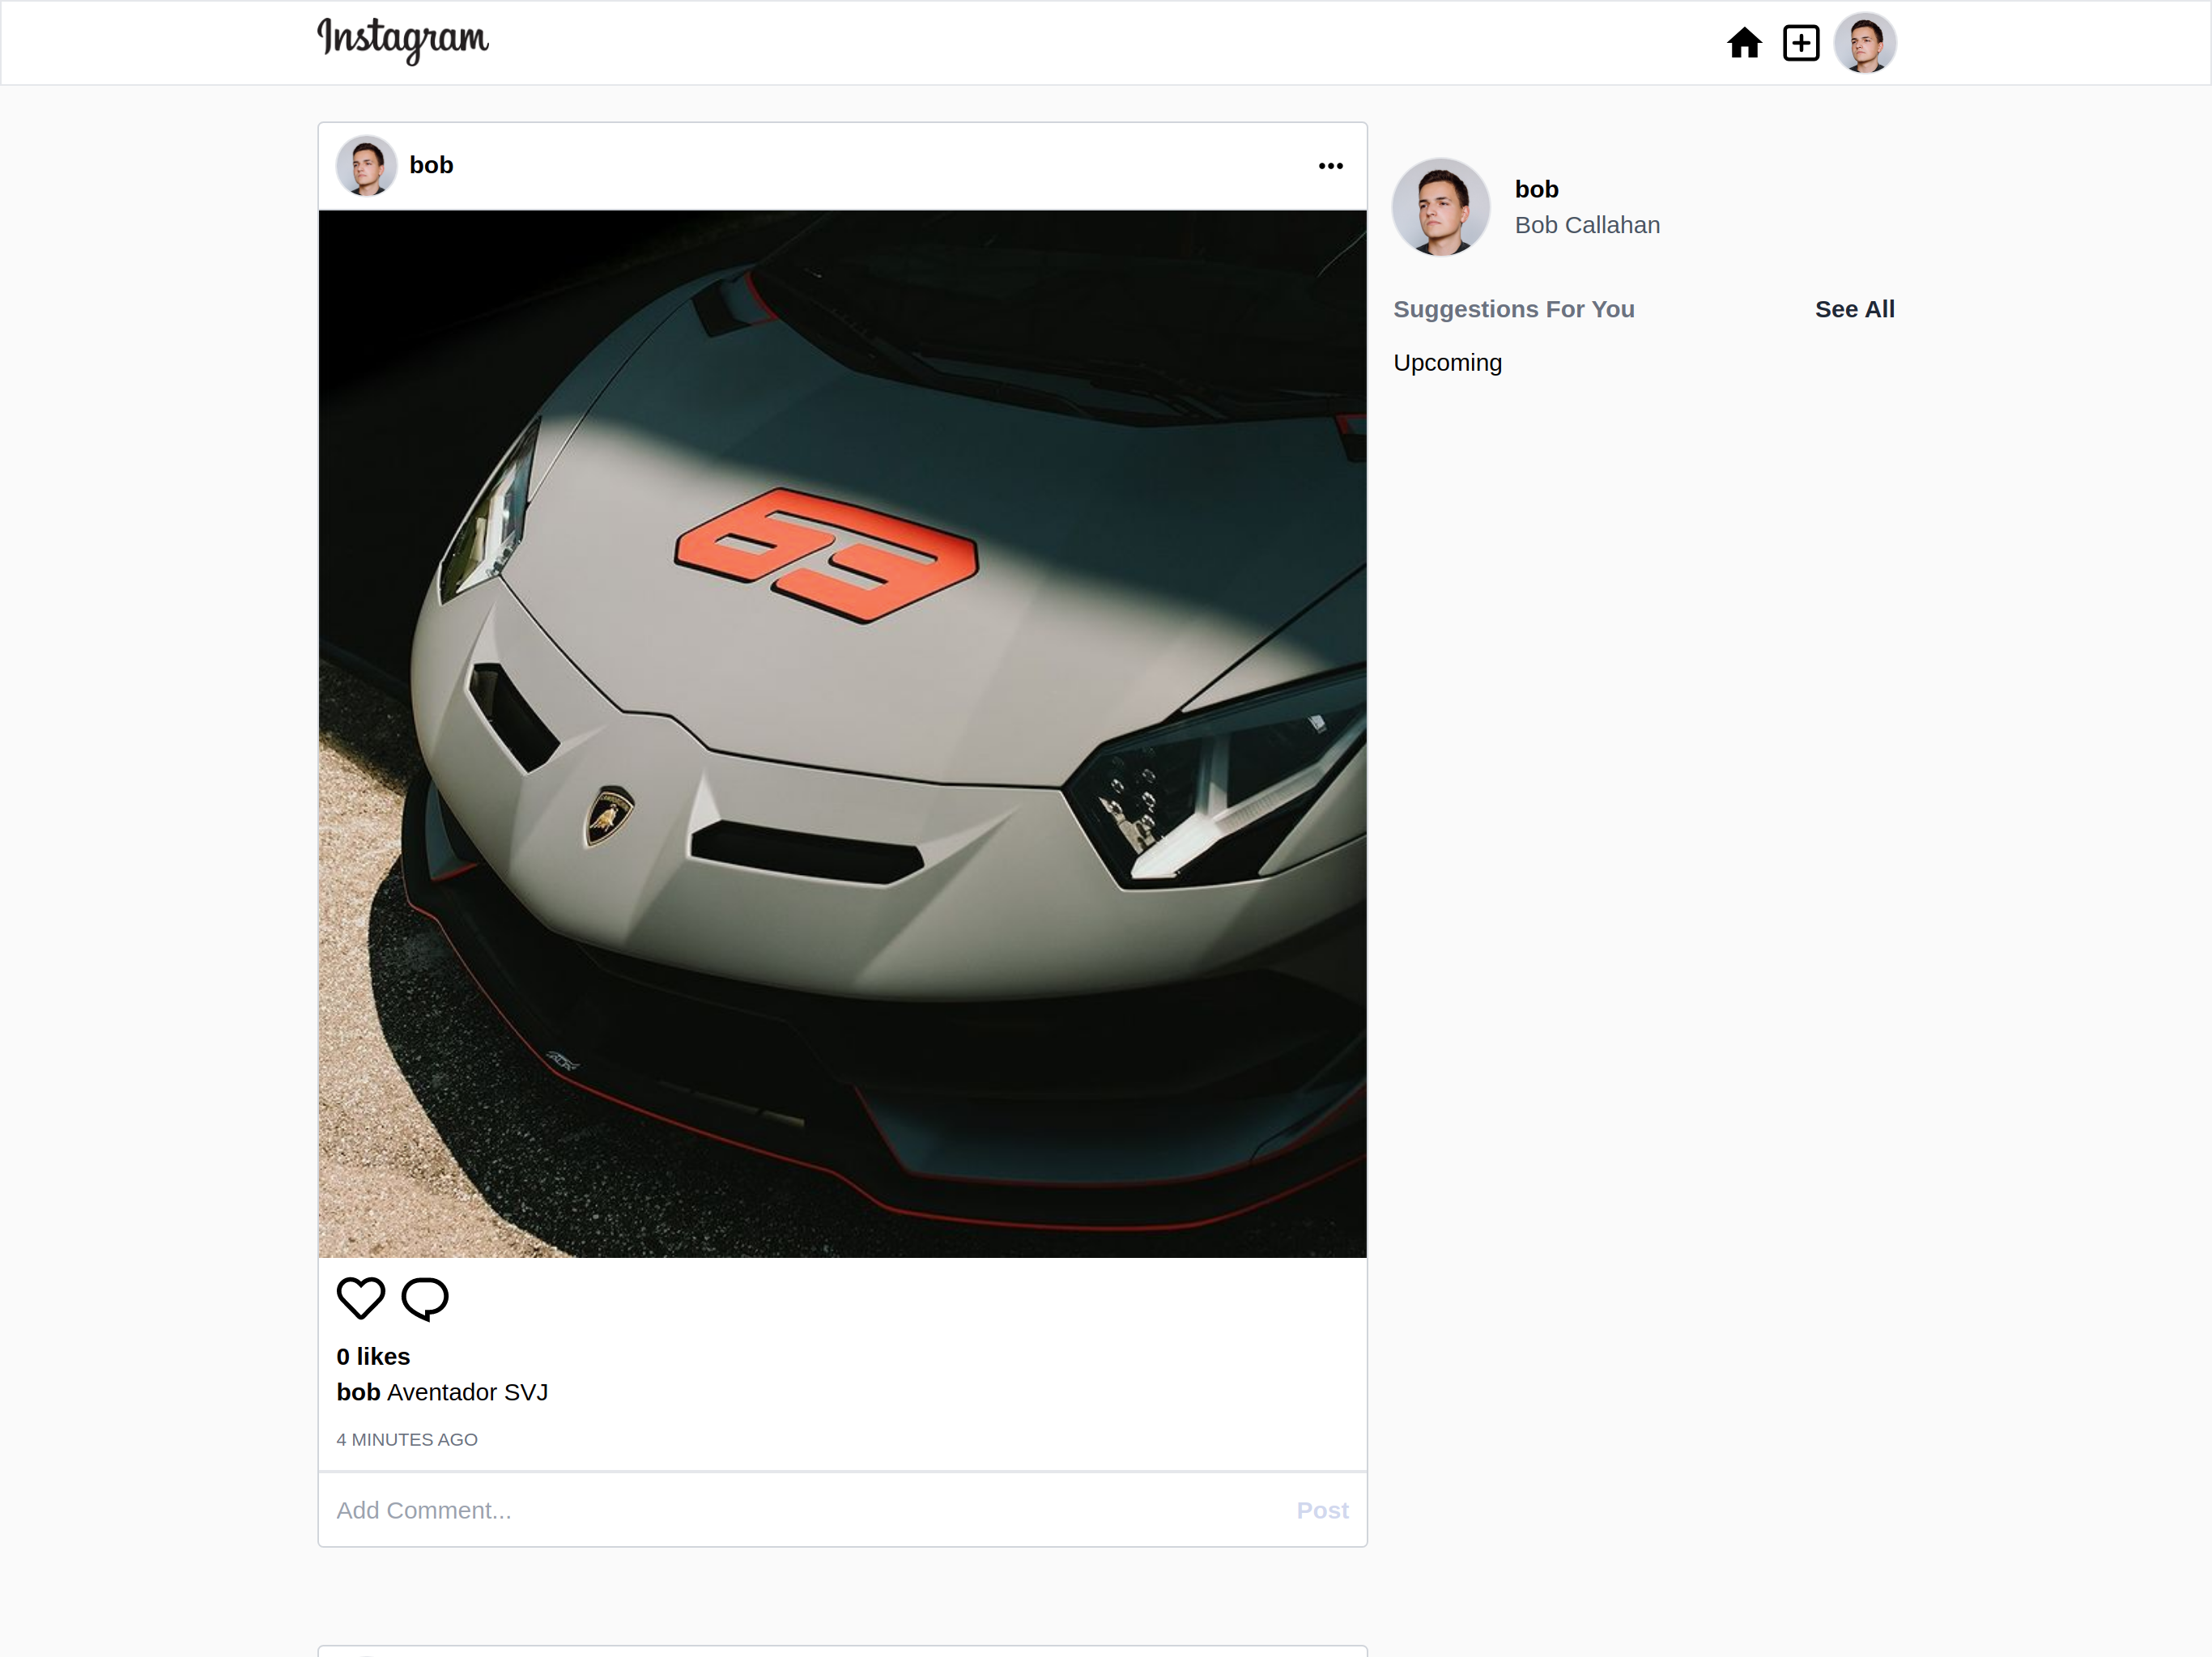 Instagram
bob
bob
Bob Callahan
Suggestions For You See All
Upcoming
63
0 likes
bob Aventador SVJ
4 MINUTES AGO
Add Comment... Post